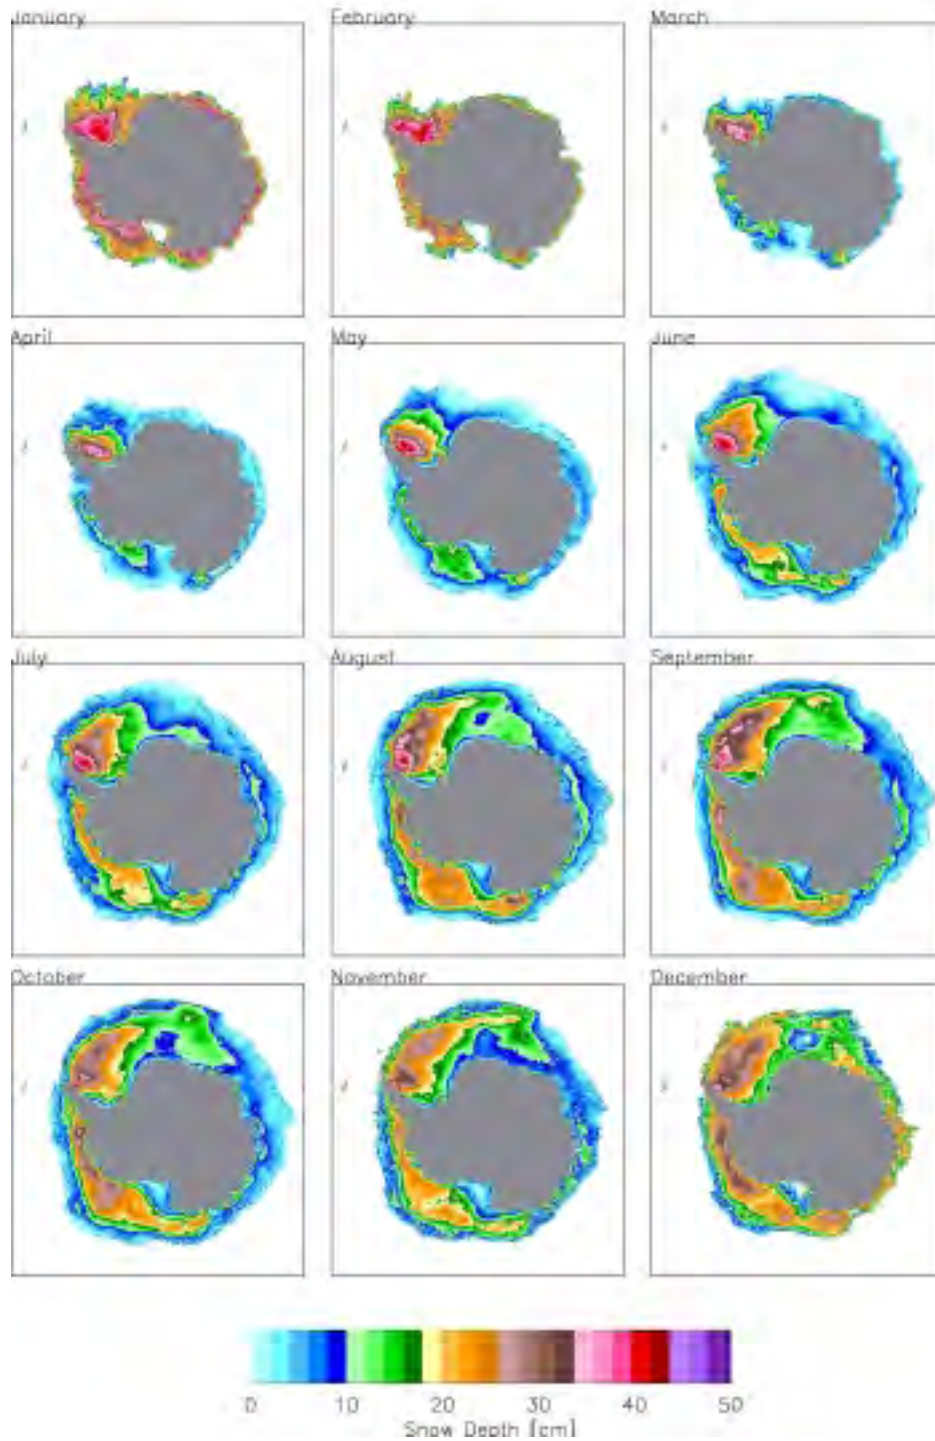 January
February
March
April
May
June
July
August
September
October
November
December
0 10 20 30 40 50
Snow Depth [cm]